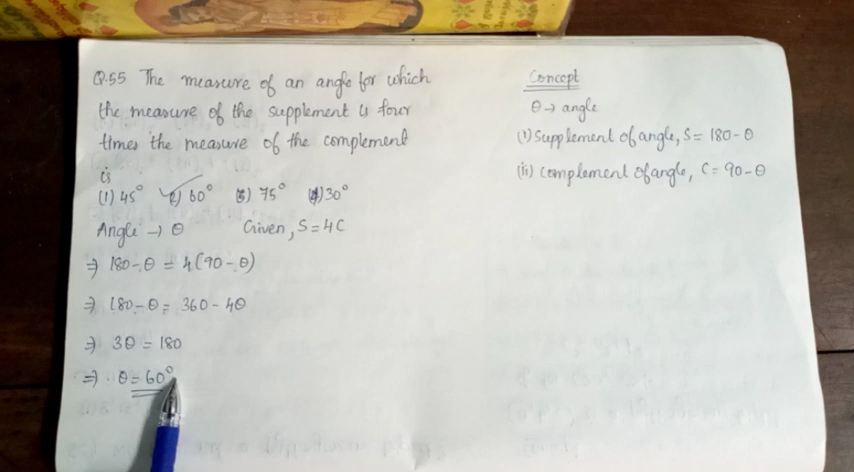 Q.55 The measure of an angle for which
the measure of the supplement is four
times the measure of the complement
is
(1) 45° (2) 60° (3) 75° (4) 30°
Angle → θ Given, S = 4C
⇒ 180 - θ = 4(90 - θ)
⇒ 180 - θ = 360 - 4θ
⇒ 3θ = 180
⇒ θ = 60°
Concept
θ → angle
(i) Supplement of angle, S = 180 - θ
(ii) Complement of angle, C = 90 - θ